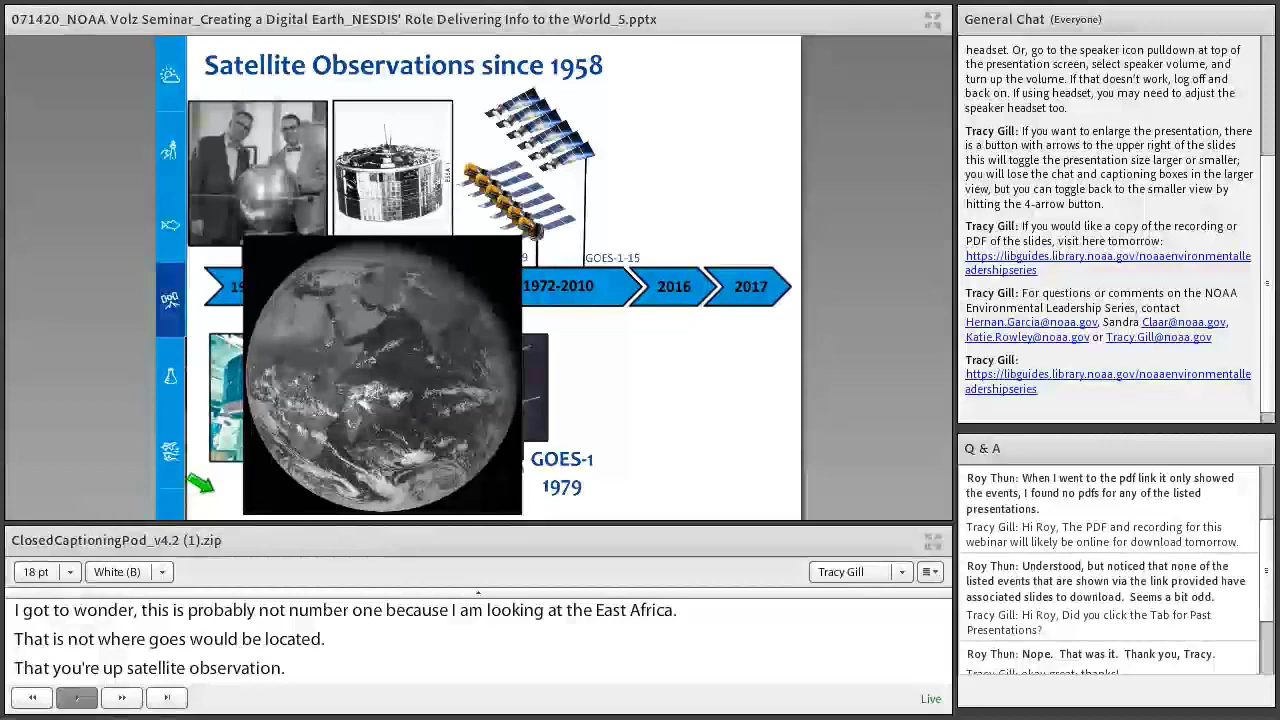 071420_NOAA Volz Seminar_Creating a Digital Earth_NESDIS' Role Delivering Info to the World_5.pptx
Satellite Observations since 1958
ESSA 1
9
GOES-1-15
19
1972-2010
2016
2017
GOES-1
1979
ClosedCaptioningPod_v4.2 (1).zip
18 pt
White (B)
Tracy Gill
I got to wonder, this is probably not number one because I am looking at the East Africa.
That is not where goes would be located.
That you're up satellite observation.
Live
General Chat (Everyone)
headset. Or, go to the speaker icon pulldown at top of
the presentation screen, select speaker volume, and
turn up the volume. If that doesn't work, log off and
back on. If using headset, you may need to adjust the
speaker headset too.
Tracy Gill: If you want to enlarge the presentation, there
is a button with arrows to the upper right of the slides
this will toggle the presentation size larger or smaller;
you will lose the chat and captioning boxes in the larger
view, but you can toggle back to the smaller view by
hitting the 4-arrow button.
Tracy Gill: If you would like a copy of the recording or
PDF of the slides, visit here tomorrow:
https://libguides.library.noaa.gov/noaaenvironmentalle
adershipseries
Tracy Gill: For questions or comments on the NOAA
Environmental Leadership Series, contact
Hernan.Garcia@noaa.gov, Sandra Claar@noaa.gov,
Katie.Rowley@noaa.gov or Tracy.Gill@noaa.gov
Tracy Gill:
https://libguides.library.noaa.gov/noaaenvironmentalle
adershipseries
Q & A
Roy Thun: When I went to the pdf link it only showed
the events, I found no pdfs for any of the listed
presentations.
Tracy Gill: Hi Roy, The PDF and recording for this
webinar will likely be online for download tomorrow.
Roy Thun: Understood, but noticed that none of the
listed events that are shown via the link provided have
associated slides to download. Seems a bit odd.
Tracy Gill: Hi Roy, Did you click the Tab for Past
Presentations?
Roy Thun: Nope. That was it. Thank you, Tracy.
Tracy Gill: okay great; thanks!